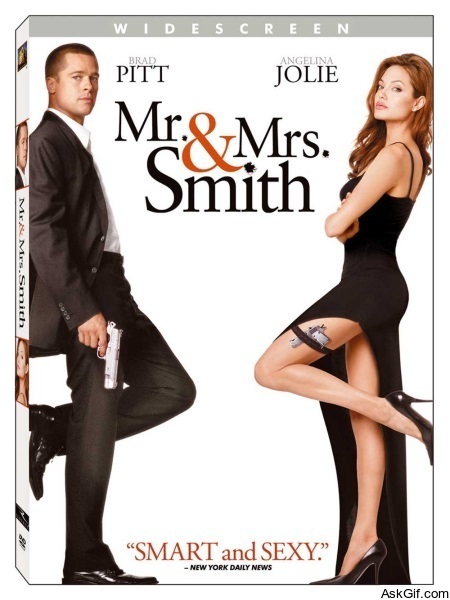 WIDESCREEN
BRAD
PITT
ANGELINA
JOLIE
Mr. & Mrs.
Smith
Mr. & Mrs. Smith
"SMART and SEXY."
– NEW YORK DAILY NEWS
DVD
AskGif.com